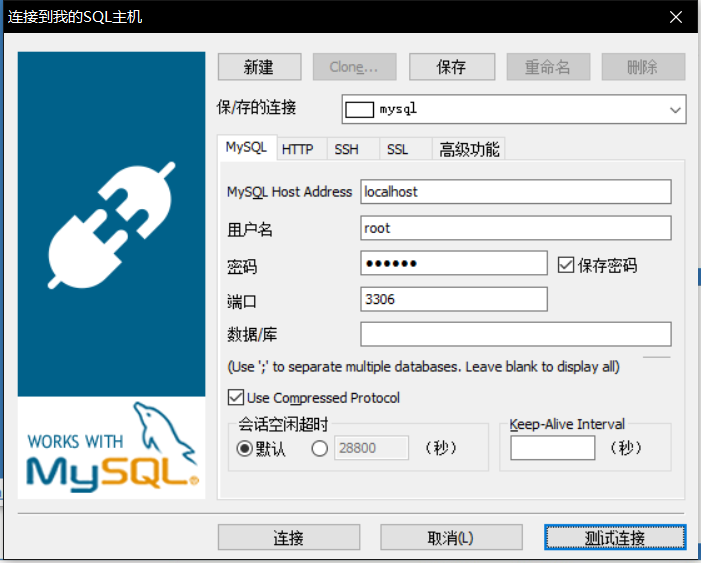 连接到我的SQL主机
新建 Clone... 保存 重命名 删除
保/存的连接 mysql
MySQL HTTP SSH SSL 高级功能
MySQL Host Address localhost
用户名 root
密码 ●●●●●● 保存密码
端口 3306
数据/库
(Use ';' to separate multiple databases. Leave blank to display all)
Use Compressed Protocol
会话空闲超时 Keep-Alive Interval
默认 28800 (秒) (秒)
WORKS WITH
MySQL®
连接 取消(L) 测试连接